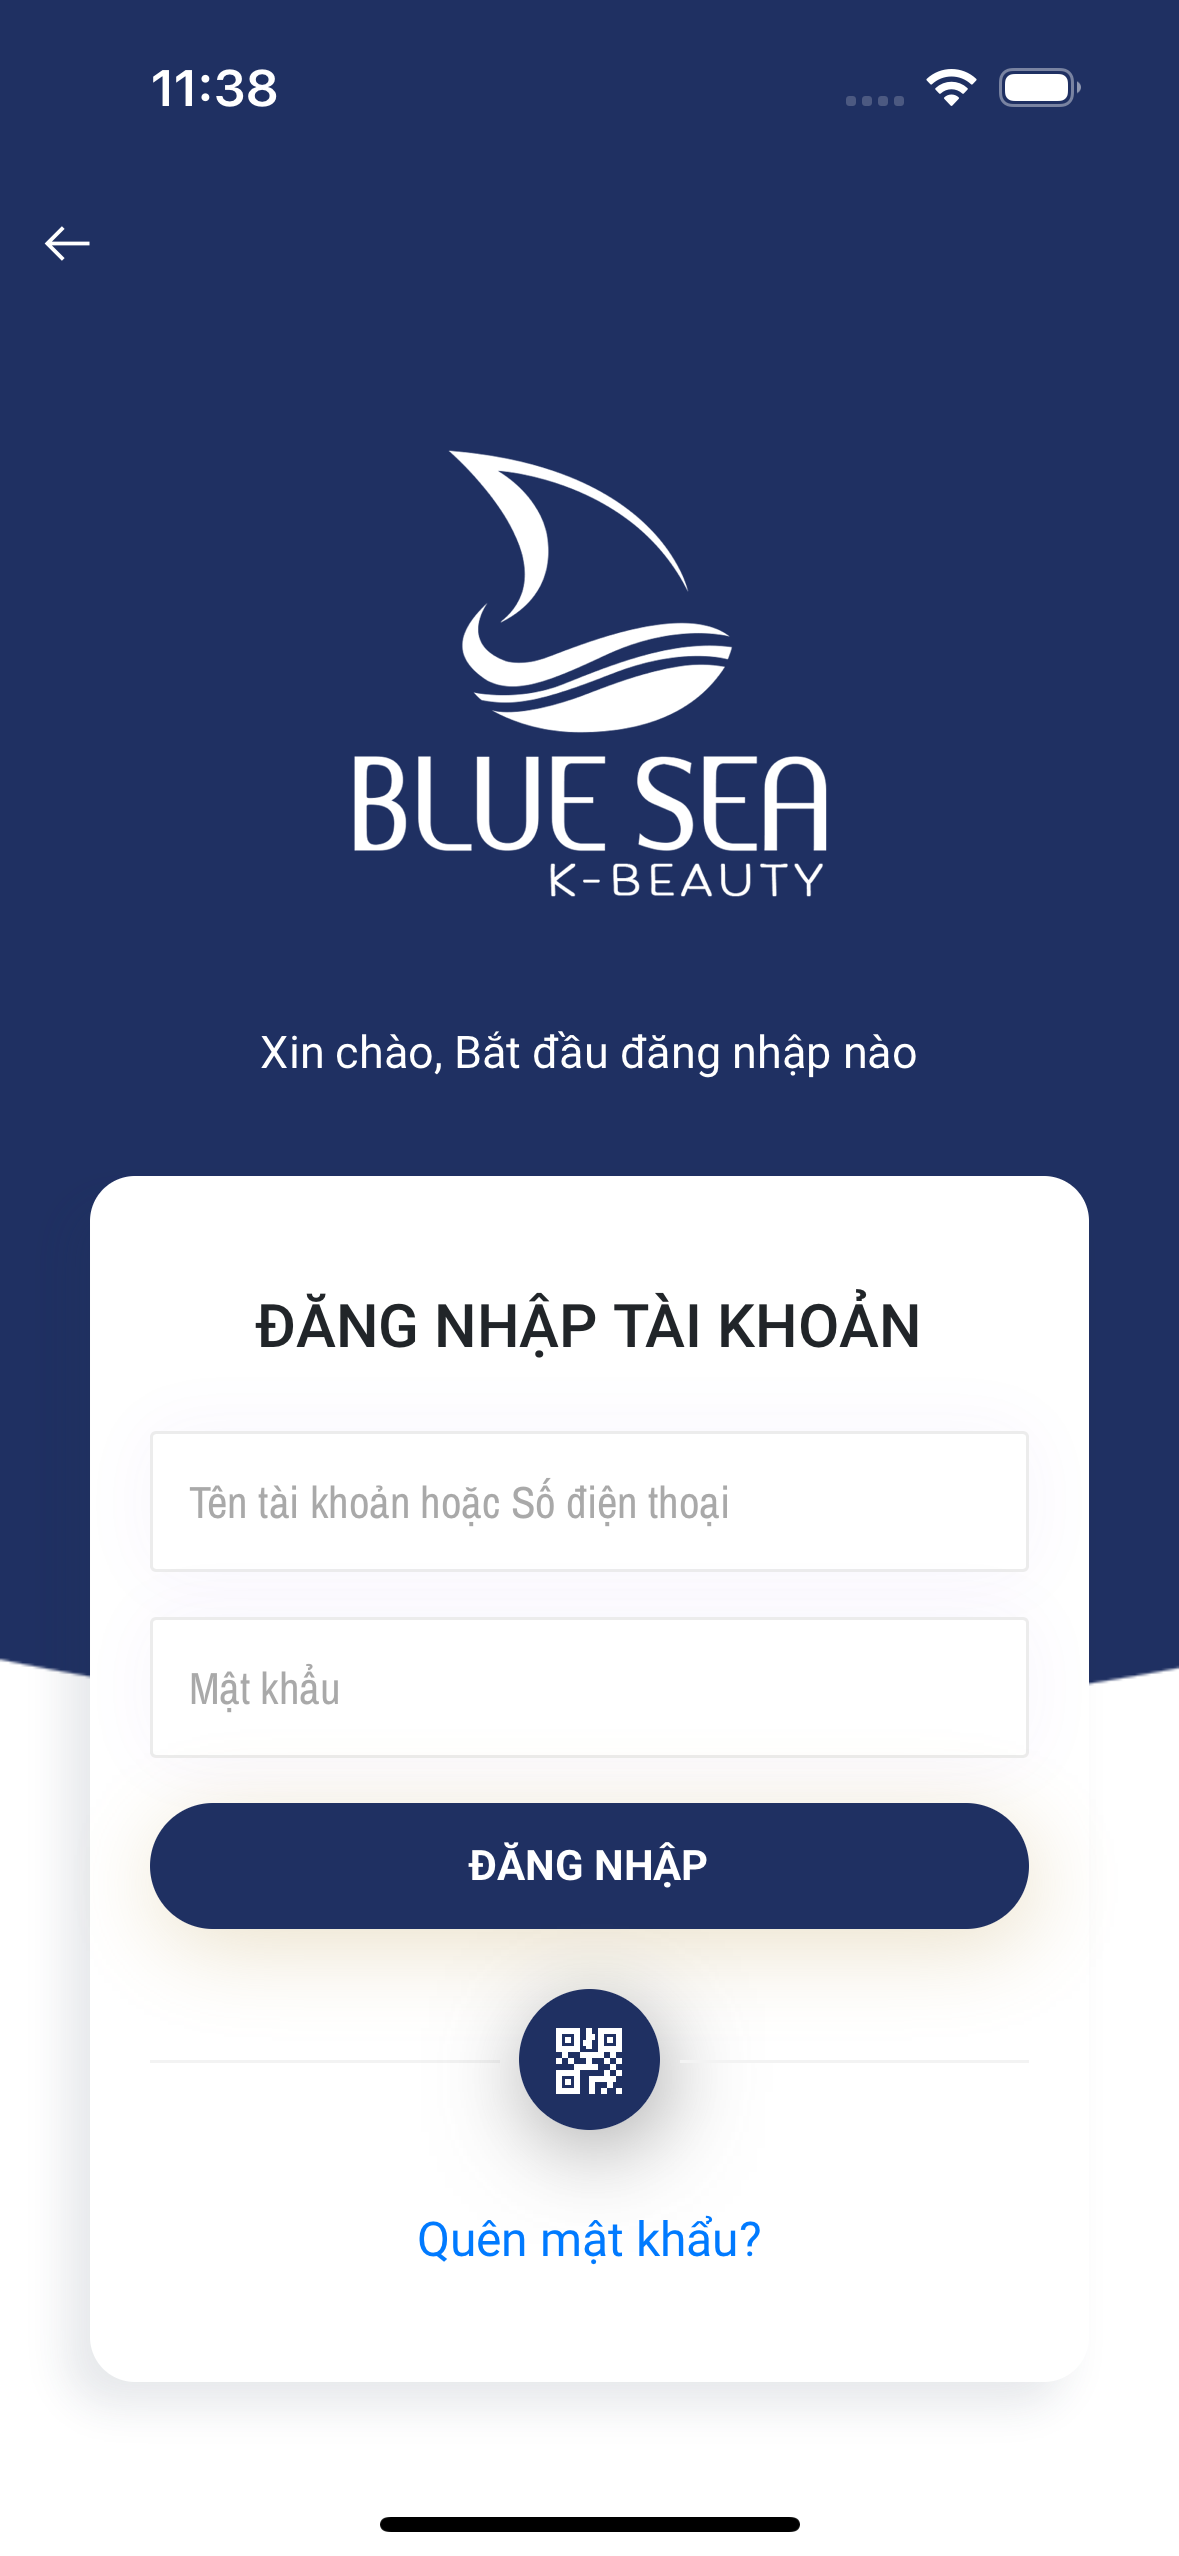 11:38
BLUE SEA
K-BEAUTY
Xin chào, Bắt đầu đăng nhập nào
ĐĂNG NHẬP TÀI KHOẢN
Tên tài khoản hoặc Số điện thoại
Mật khẩu
ĐĂNG NHẬP
Quên mật khẩu?